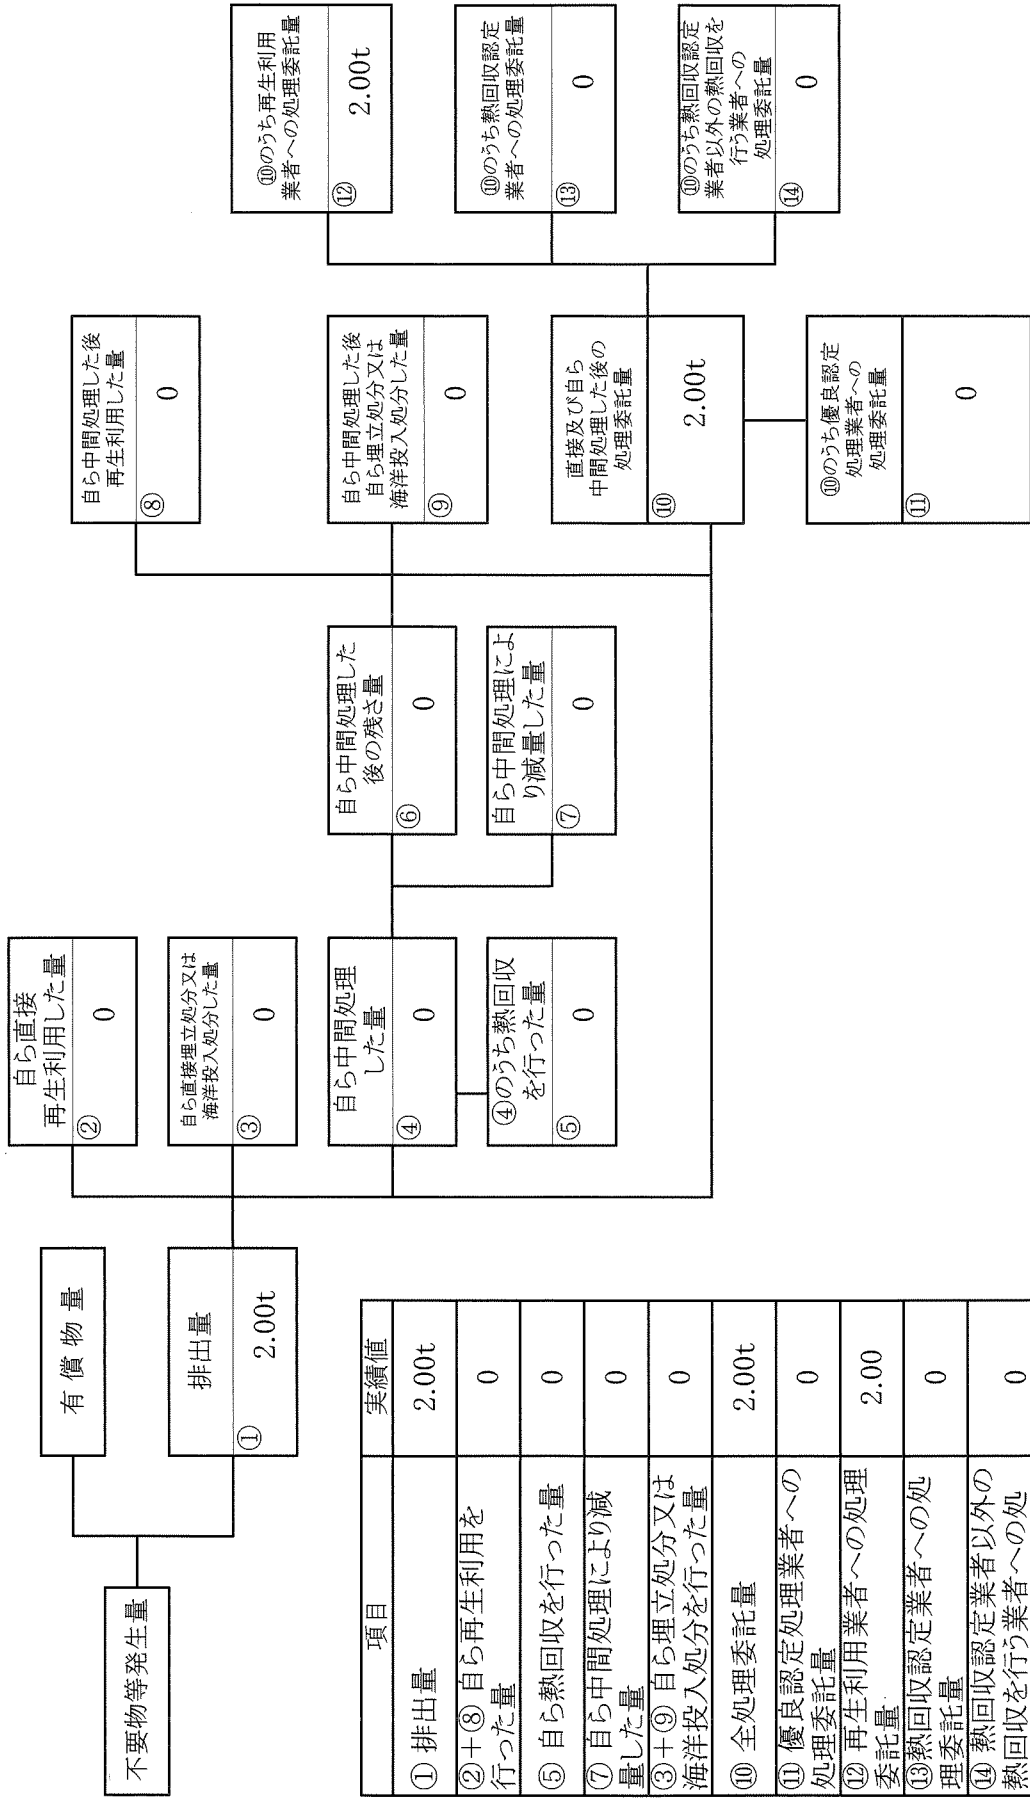 不要物等発生量
有償物量
排出量
① 2.00t
自ら直接
再生利用した量
② 0
自ら直接埋立処分又は
海洋投入処分した量
③ 0
自ら中間処理
した量
④ 0
④のうち熱回収
を行った量
⑤ 0
自ら中間処理した
後の残さ量
⑥ 0
自ら中間処理によ
り減量した量
⑦ 0
自ら中間処理した後
再生利用した量
⑧ 0
自ら中間処理した後
自ら埋立処分又は
海洋投入処分した量
⑨ 0
直接及び自ら
中間処理した後の
処理委託量
⑩ 2.00t
⑩のうち優良認定
処理業者への
処理委託量
⑪ 0
⑩のうち再生利用
業者への処理委託量
⑫ 2.00t
⑩のうち熱回収認定
業者への処理委託量
⑬ 0
⑩のうち熱回収認定
業者以外の熱回収を
行う業者への
処理委託量
⑭ 0
項目 実績値
①排出量 2.00t
②+⑧ 自ら再生利用を
行った量 0
⑤ 自ら熱回収を行った量 0
⑦ 自ら中間処理により減
量した量 0
③+⑨ 自ら埋立処分又は
海洋投入処分を行った量 0
⑩ 全処理委託量 2.00t
⑪ 優良認定処理業者への
処理委託量 0
⑫ 再生利用業者への処理
委託量 2.00
⑬熱回収認定業者への処
理委託量 0
⑭ 熱回収認定業者以外の
熱回収を行う業者への処 0